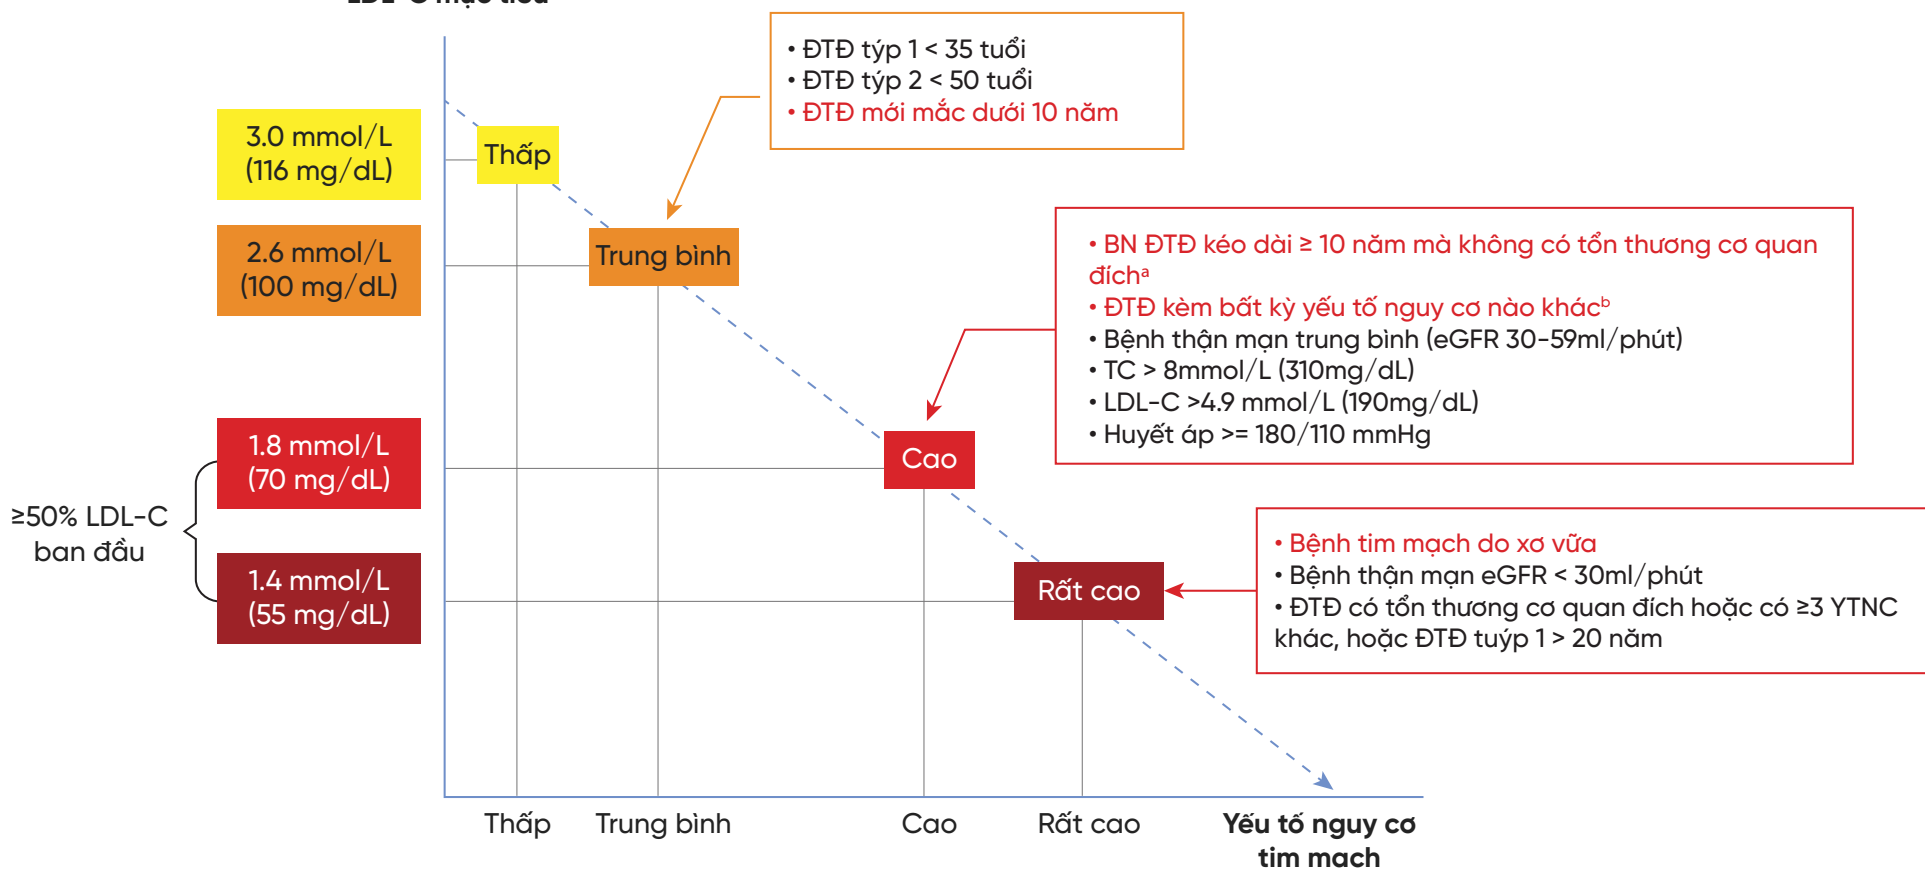 LDL-C mục tiêu
• ĐTĐ týp 1 < 35 tuổi
• ĐTĐ týp 2 < 50 tuổi
• ĐTĐ mới mắc dưới 10 năm
3.0 mmol/L
(116 mg/dL)
Thấp
2.6 mmol/L
(100 mg/dL)
Trung bình
• BN ĐTĐ kéo dài ≥ 10 năm mà không có tổn thương cơ quan
đíchᵃ
• ĐTĐ kèm bất kỳ yếu tố nguy cơ nào khácᵇ
• Bệnh thận mạn trung bình (eGFR 30-59ml/phút)
• TC > 8mmol/L (310mg/dL)
• LDL-C >4.9 mmol/L (190mg/dL)
• Huyết áp >= 180/110 mmHg
1.8 mmol/L
(70 mg/dL)
Cao
≥50% LDL-C
ban đầu
1.4 mmol/L
(55 mg/dL)
Rất cao
• Bệnh tim mạch do xơ vữa
• Bệnh thận mạn eGFR < 30ml/phút
• ĐTĐ có tổn thương cơ quan đích hoặc có ≥3 YTNC
khác, hoặc ĐTĐ tuýp 1 > 20 năm
Thấp
Trung bình
Cao
Rất cao
Yếu tố nguy cơ
tim mạch